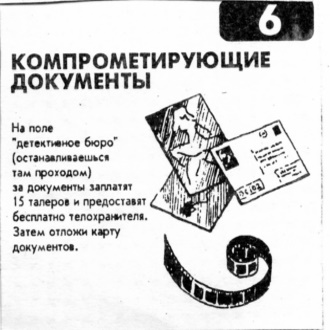 6
КОМПРОМЕТИРУЮЩИЕ
ДОКУМЕНТЫ
На поле
"детективное бюро"
(останавливаешься
там проходом)
за документы заплатят
15 талеров и предоставят
бесплатно телохранителя.
Затем отложи карту
документов.